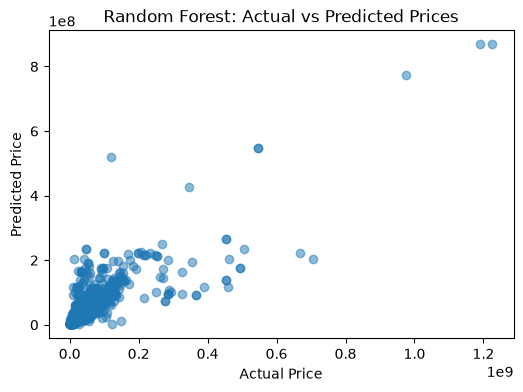 Random Forest: Actual vs Predicted Prices
1e8
8
6
4
2
0
Predicted Price
0.0 0.2 0.4 0.6 0.8 1.0 1.2
1e9
Actual Price